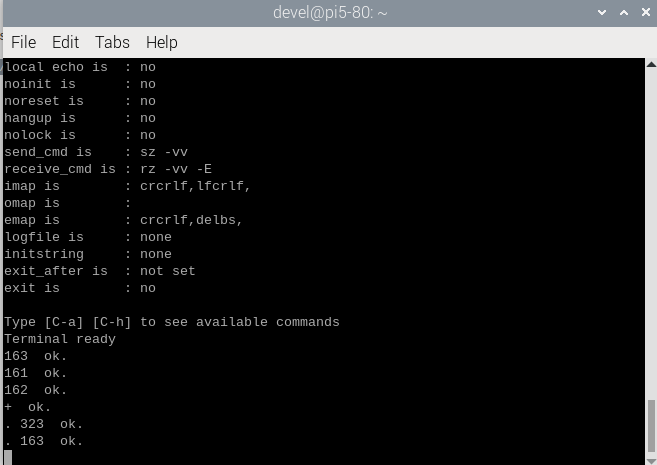 devel@pi5-80: ~
File Edit Tabs Help
local echo is  : no
noinit is      : no
noreset is     : no
hangup is      : no
nolock is      : no
send_cmd is    : sz -vv
receive_cmd is : rz -vv -E
imap is        : crcrlf,lfcrlf,
omap is        :
emap is        : crcrlf,delbs,
logfile is     : none
initstring     : none
exit_after is  : not set
exit is        : no

Type [C-a] [C-h] to see available commands
Terminal ready
163  ok.
161  ok.
162  ok.
+  ok.
. 323  ok.
. 163  ok.